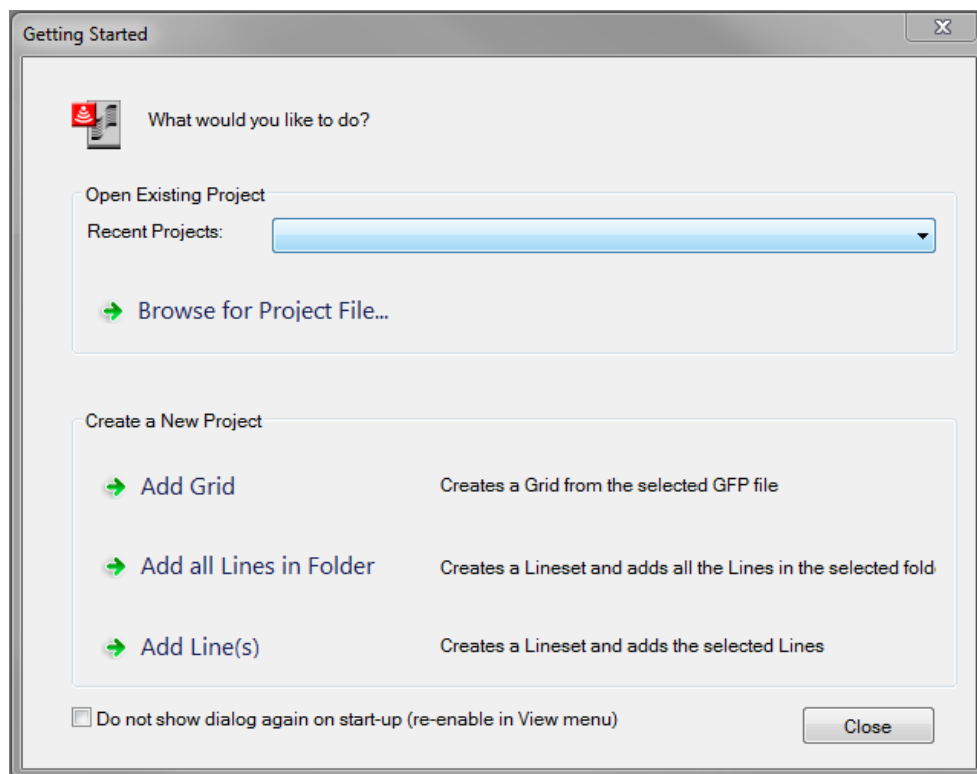 Getting Started
What would you like to do?
Open Existing Project
Recent Projects:
Browse for Project File...
Create a New Project
Add Grid
Creates a Grid from the selected GFP file
Add all Lines in Folder
Creates a Lineset and adds all the Lines in the selected fold
Add Line(s)
Creates a Lineset and adds the selected Lines
Do not show dialog again on start-up (re-enable in View menu)
Close